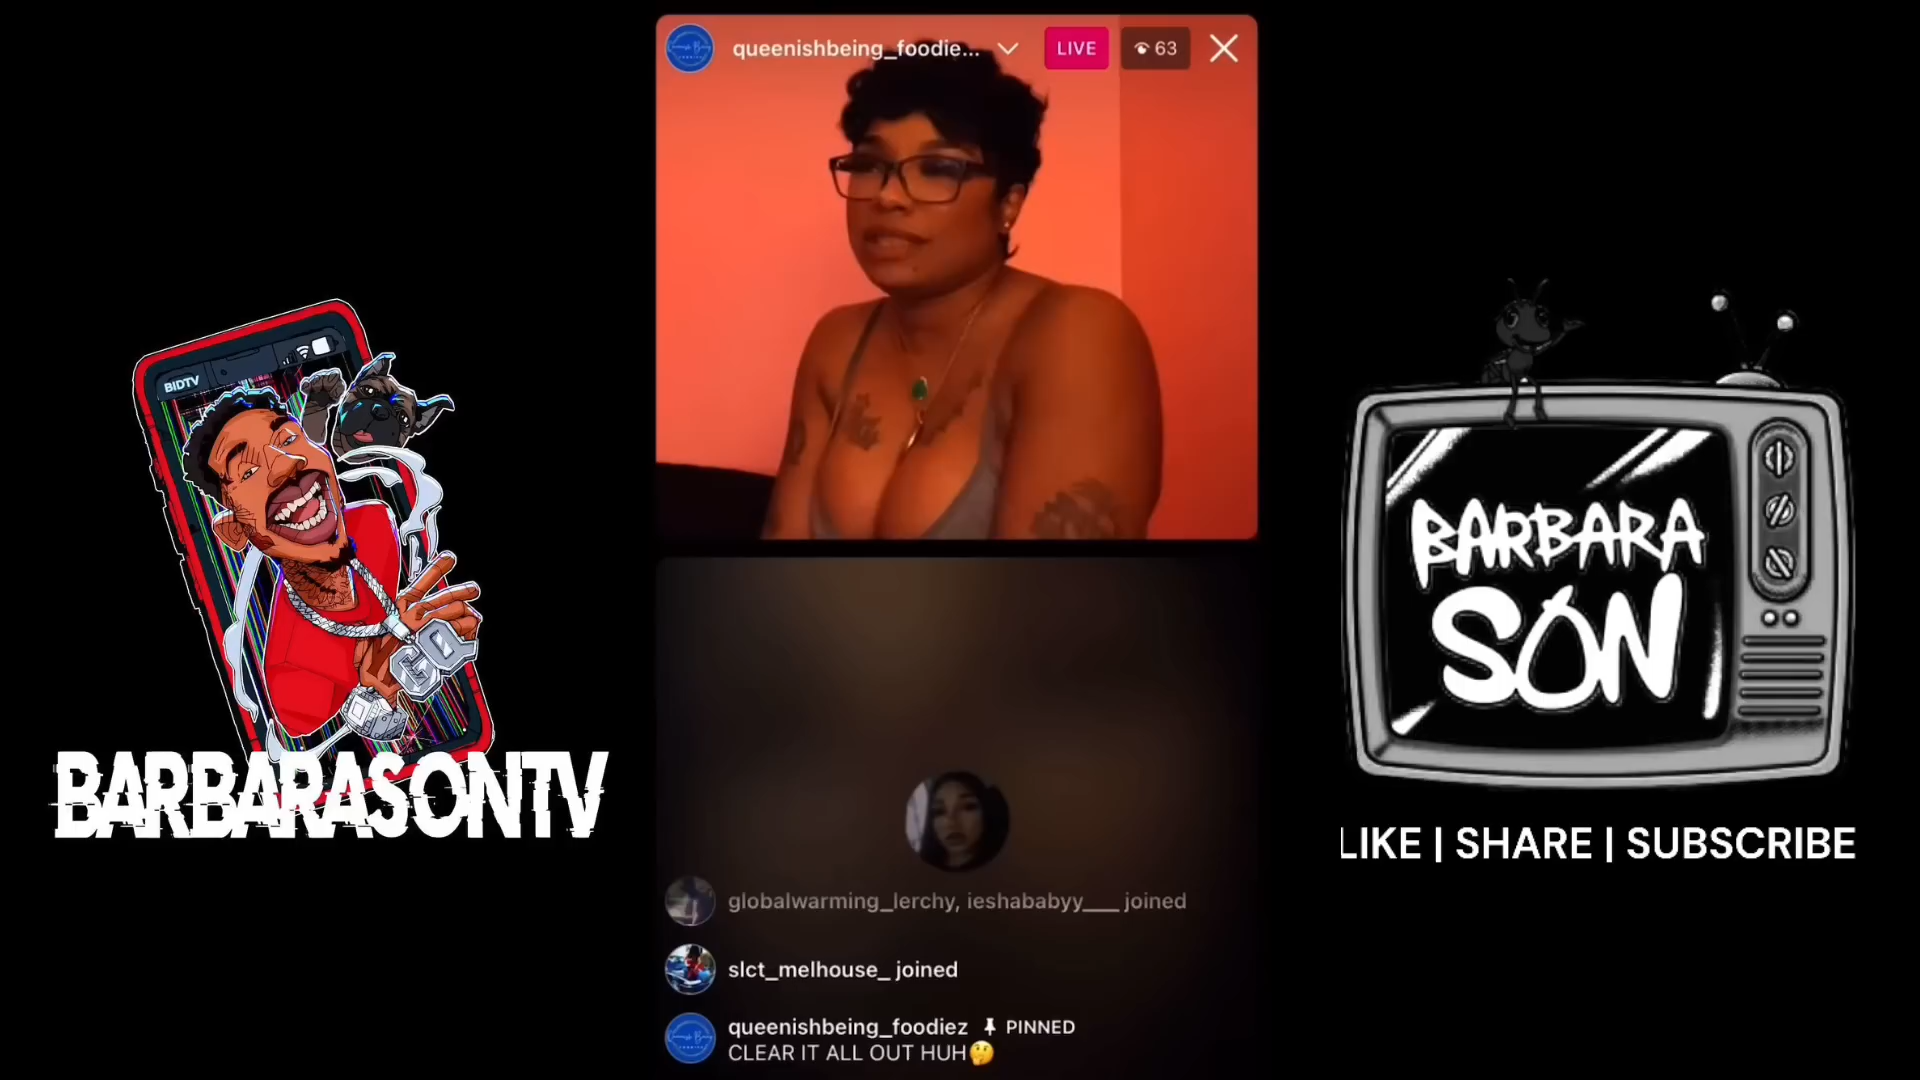 queenishbeing_foodie...
LIVE
63
BIDTV
GQ
BARBARASONTV
BARBARA
SON
LIKE | SHARE | SUBSCRIBE
globalwarming_lerchy, ieshababyy___ joined
slct_melhouse_ joined
queenishbeing_foodiez PINNED
CLEAR IT ALL OUT HUH🤔